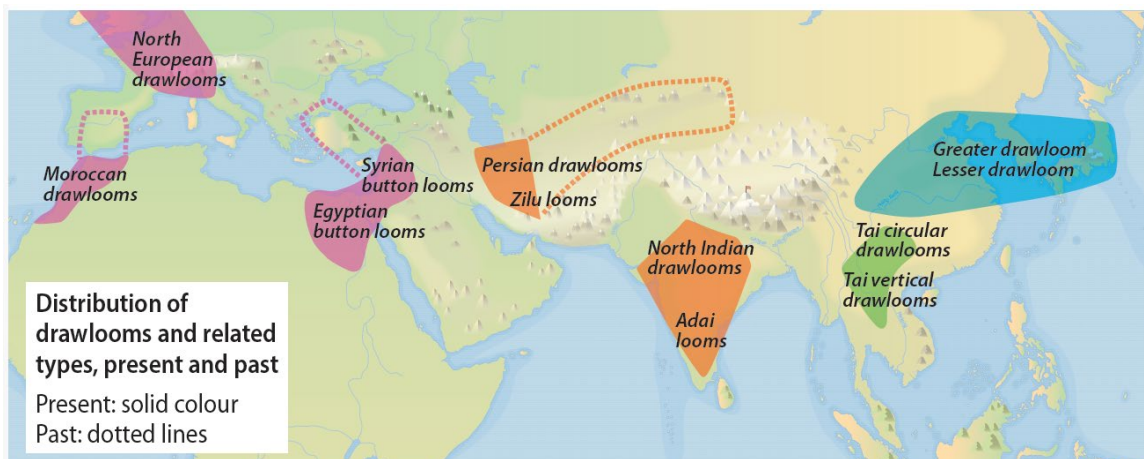 North
European
drawlooms
Moroccan
drawlooms
Syrian
button looms
Egyptian
button looms
Persian drawlooms
Zilu looms
North Indian
drawlooms
Adai
looms
Greater drawloom
Lesser drawloom
Tai circular
drawlooms
Tai vertical
drawlooms
Distribution of
drawlooms and related
types, present and past
Present: solid colour
Past: dotted lines